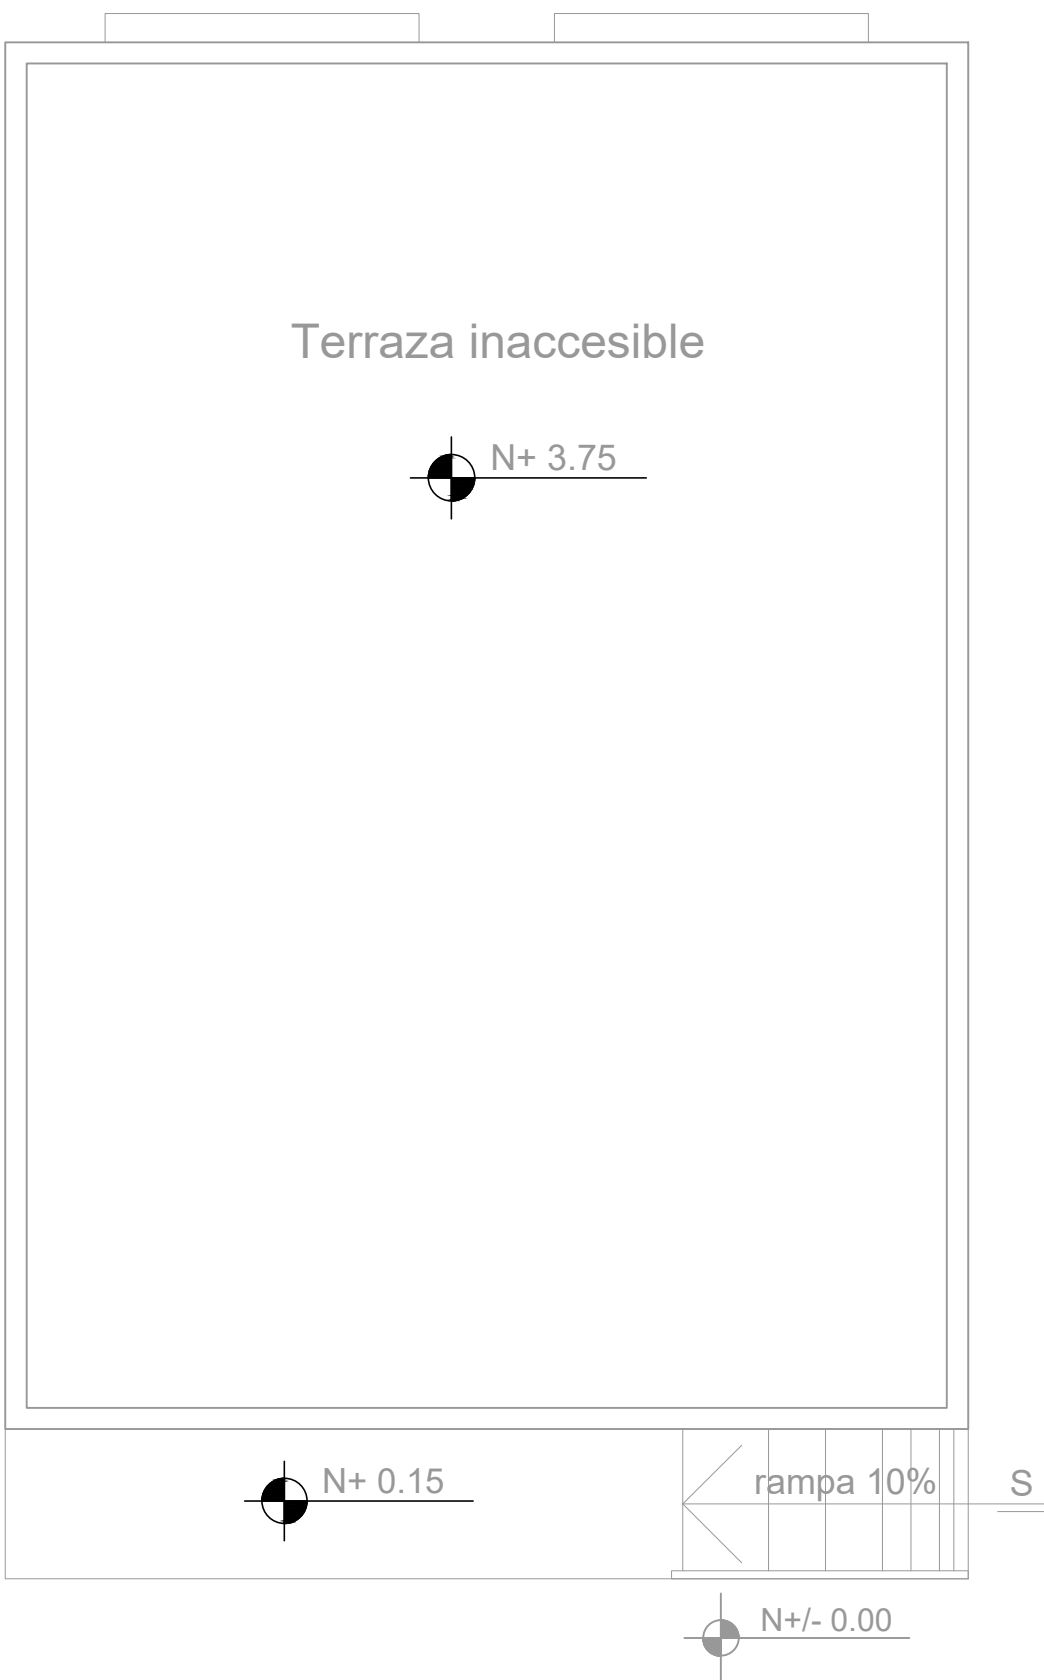 Terraza inaccesible
N+ 3.75
N+ 0.15
rampa 10%
S
N+/- 0.00